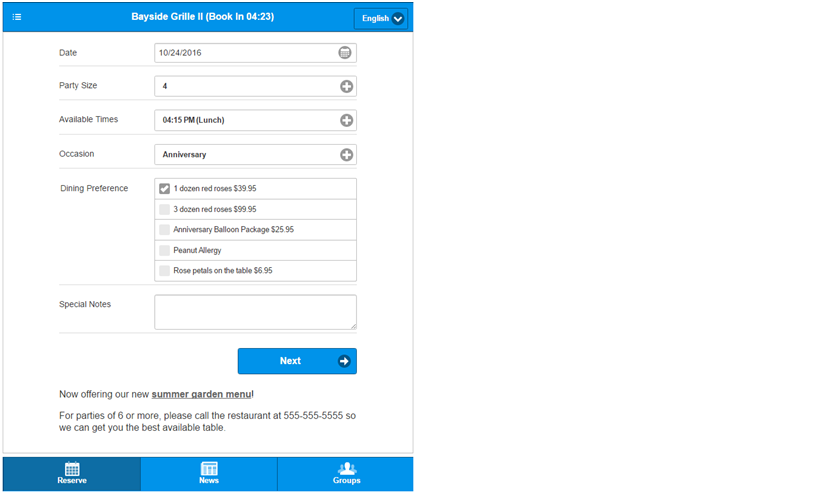 Bayside Grille II (Book In 04:23)
English
Date
10/24/2016
Party Size
4
Available Times
04:15 PM (Lunch)
Occasion
Anniversary
Dining Preference
1 dozen red roses $39.95
3 dozen red roses $99.95
Anniversary Balloon Package $25.95
Peanut Allergy
Rose petals on the table $6.95
Special Notes
Next
Now offering our new summer garden menu!
For parties of 6 or more, please call the restaurant at 555-555-5555 so
we can get you the best available table.
Reserve
News
Groups